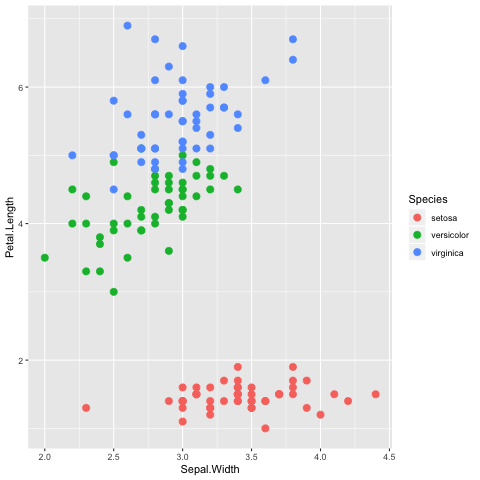 6
4
2
2.0 2.5 3.0 3.5 4.0 4.5
Sepal.Width
Petal.Length
Species
setosa
versicolor
virginica